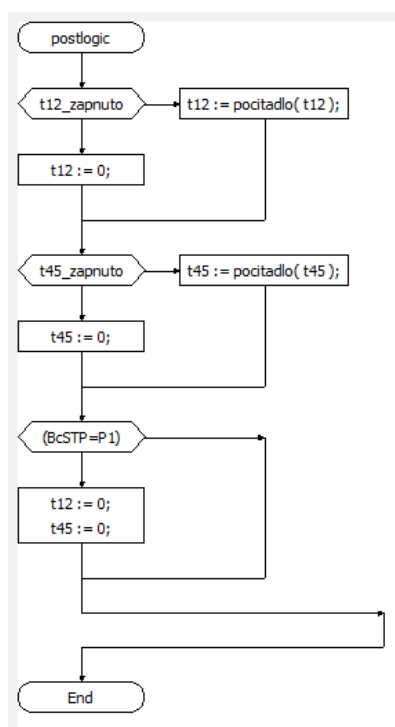 postlogic
t12_zapnuto
t12 := pocitadlo( t12 );
t12 := 0;
t45_zapnuto
t45 := pocitadlo( t45 );
t45 := 0;
(BcSTP=P1)
t12 := 0;
t45 := 0;
End